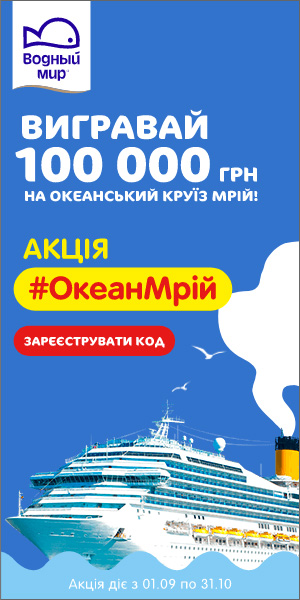 Водный
мир
ВИГРАВАЙ
100 000 ГРН
НА ОКЕАНСЬКИЙ КРУЇЗ МРІЙ!
АКЦІЯ
#ОкеанМрій
ЗАРЕЄСТРУВАТИ КОД
Акція діє з 01.09 по 31.10